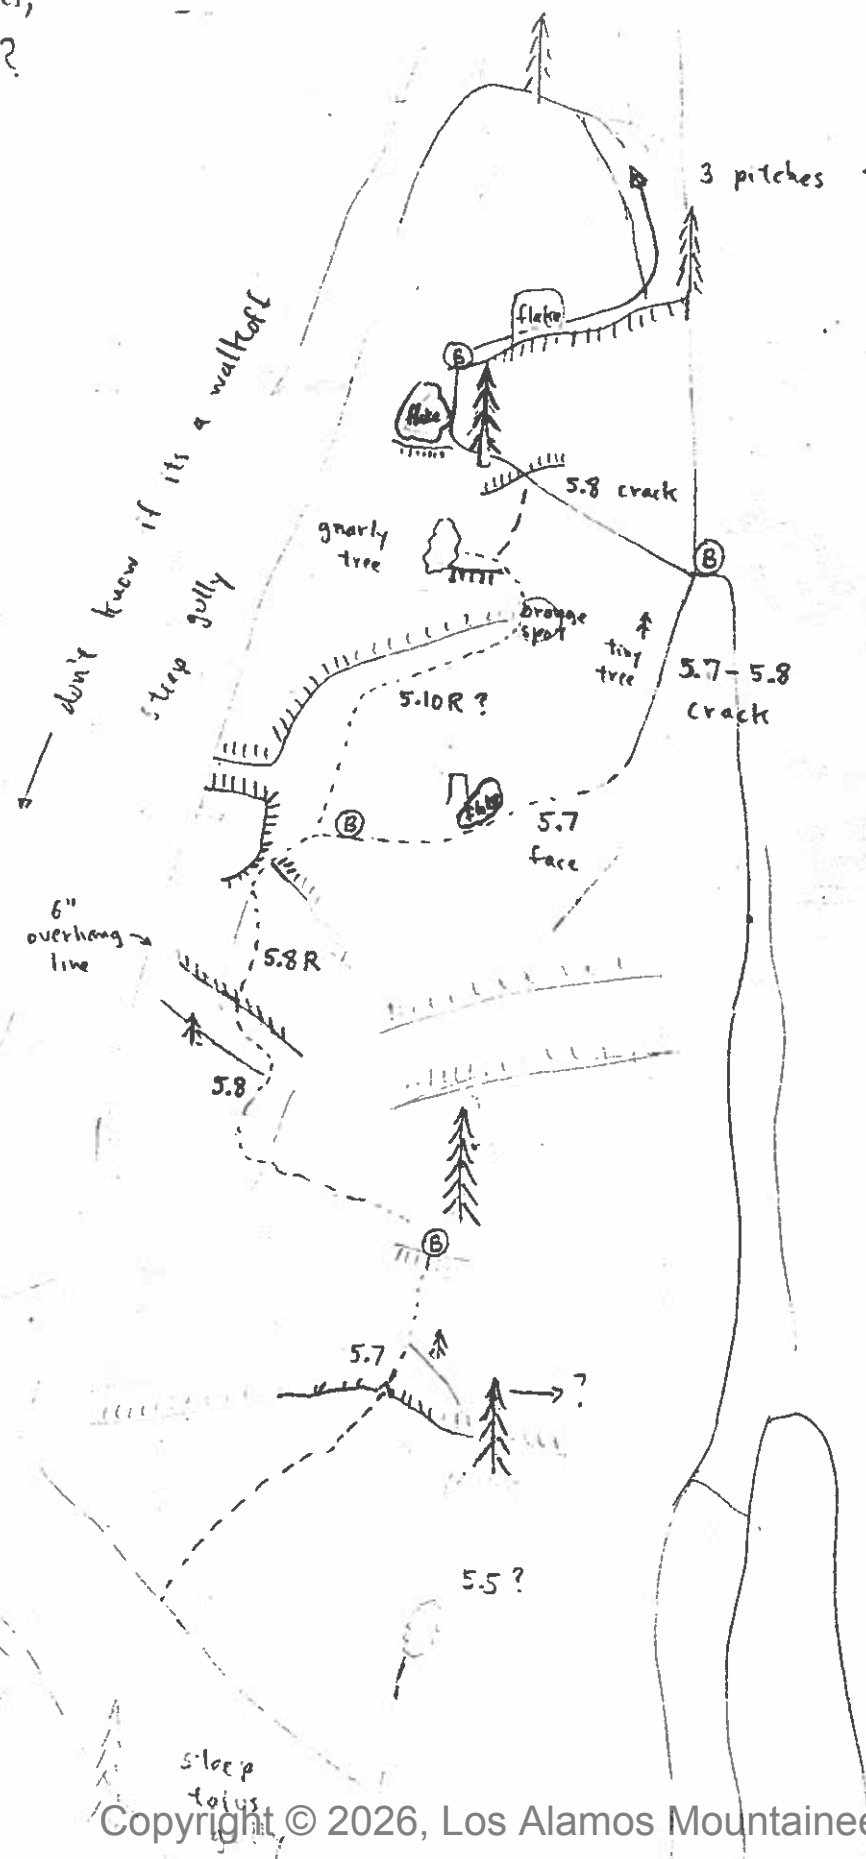 ?
3 pitches
flake
B
flake
5.8 crack
don't know if its a walkoff
gnarly
tree
B
steep gully
orange
spot
tiny
tree
5.7-5.8
crack
5.10R ?
B
flake
5.7
face
6"
overhang
line
5.8R
5.8
B
5.7
?
5.5 ?
steep
talus
Copyright © 2026, Los Alamos Mountainee